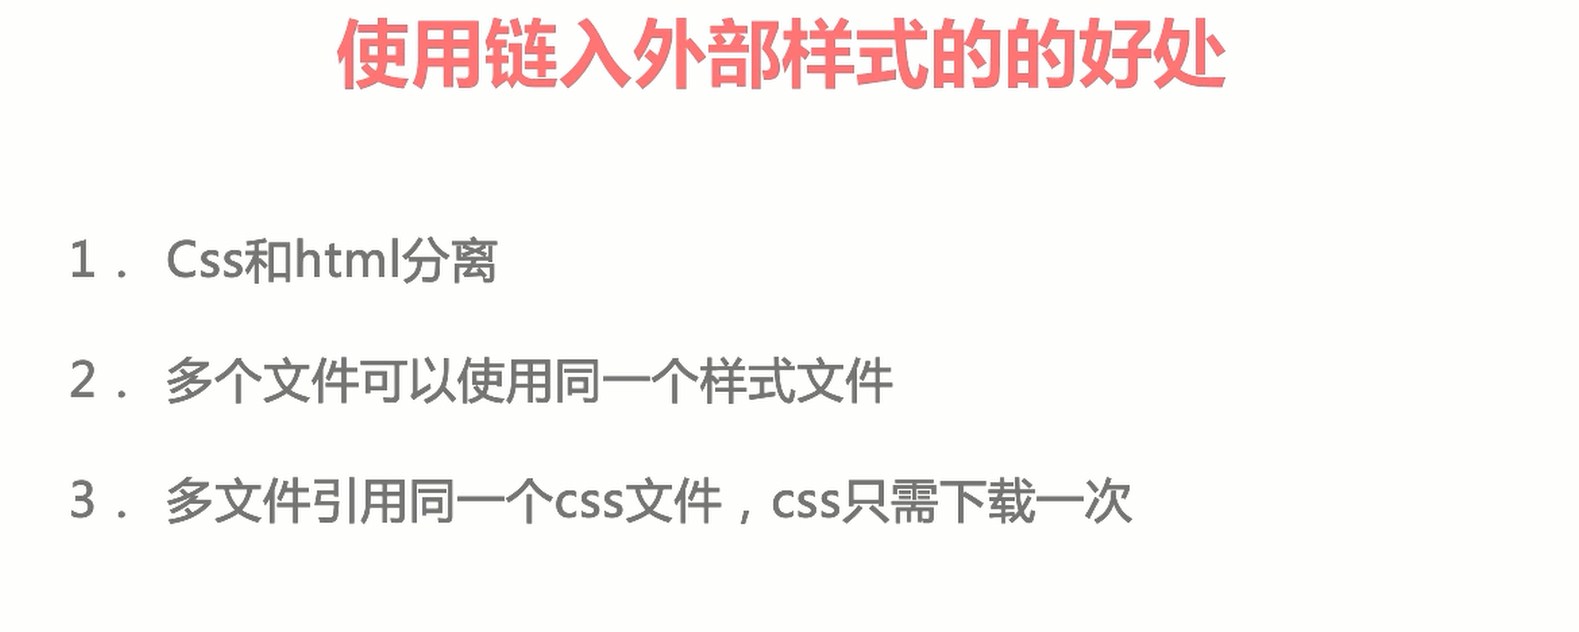 使用链入外部样式的的好处
1． Css和html分离
2． 多个文件可以使用同一个样式文件
3． 多文件引用同一个css文件，css只需下载一次